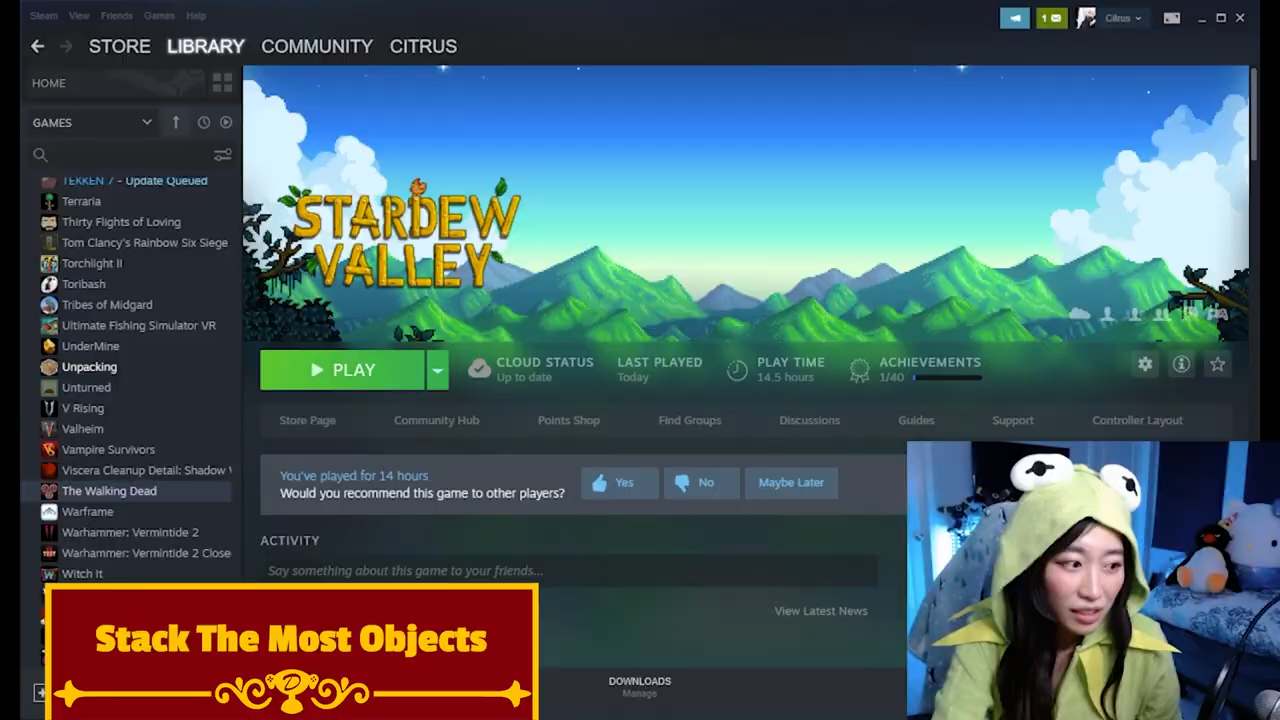 Steam View Friends Games Help
1
Citrus
STORE LIBRARY COMMUNITY CITRUS
HOME
GAMES
TEKKEN 7 - Update Queued
Terraria
Thirty Flights of Loving
Tom Clancy's Rainbow Six Siege
Torchlight II
Toribash
Tribes of Midgard
Ultimate Fishing Simulator VR
UnderMine
Unpacking
Unturned
V Rising
Valheim
Vampire Survivors
Viscera Cleanup Detail: Shadow
The Walking Dead
Warframe
Warhammer: Vermintide 2
Warhammer: Vermintide 2 Close
Witch It
STARDEW
VALLEY
PLAY
CLOUD STATUS
Up to date
LAST PLAYED
Today
PLAY TIME
14.5 hours
ACHIEVEMENTS
1/40
Store Page Community Hub Points Shop Find Groups Discussions Guides Support Controller Layout
You've played for 14 hours
Would you recommend this game to other players?
Yes No Maybe Later
ACTIVITY
Say something about this game to your friends...
View Latest News
Stack The Most Objects
DOWNLOADS
Manage